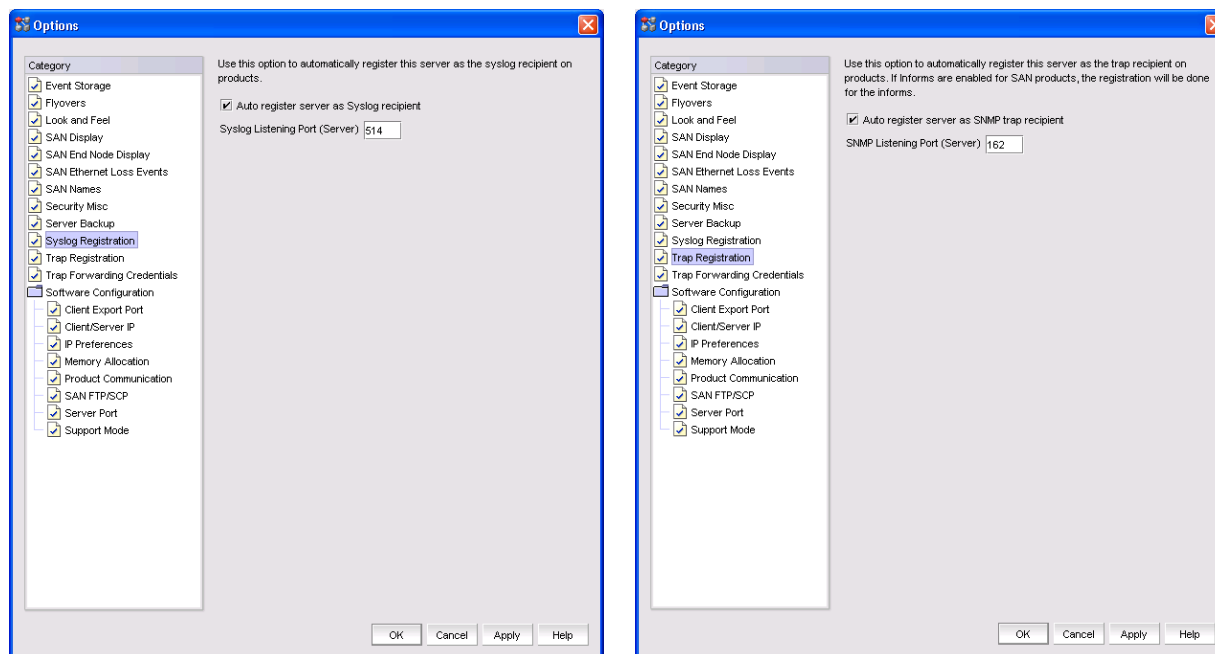 Options
Category
Event Storage
Flyovers
Look and Feel
SAN Display
SAN End Node Display
SAN Ethernet Loss Events
SAN Names
Security Misc
Server Backup
Syslog Registration
Trap Registration
Trap Forwarding Credentials
Software Configuration
Client Export Port
Client/Server IP
IP Preferences
Memory Allocation
Product Communication
SAN FTP/SCP
Server Port
Support Mode
Use this option to automatically register this server as the syslog recipient on
products.
Auto register server as Syslog recipient
Syslog Listening Port (Server) 514
OK Cancel Apply Help
Options
Category
Event Storage
Flyovers
Look and Feel
SAN Display
SAN End Node Display
SAN Ethernet Loss Events
SAN Names
Security Misc
Server Backup
Syslog Registration
Trap Registration
Trap Forwarding Credentials
Software Configuration
Client Export Port
Client/Server IP
IP Preferences
Memory Allocation
Product Communication
SAN FTP/SCP
Server Port
Support Mode
Use this option to automatically register this server as the trap recipient on
products. If Informs are enabled for SAN products, the registration will be done
for the informs.
Auto register server as SNMP trap recipient
SNMP Listening Port (Server) 162
OK Cancel Apply Help